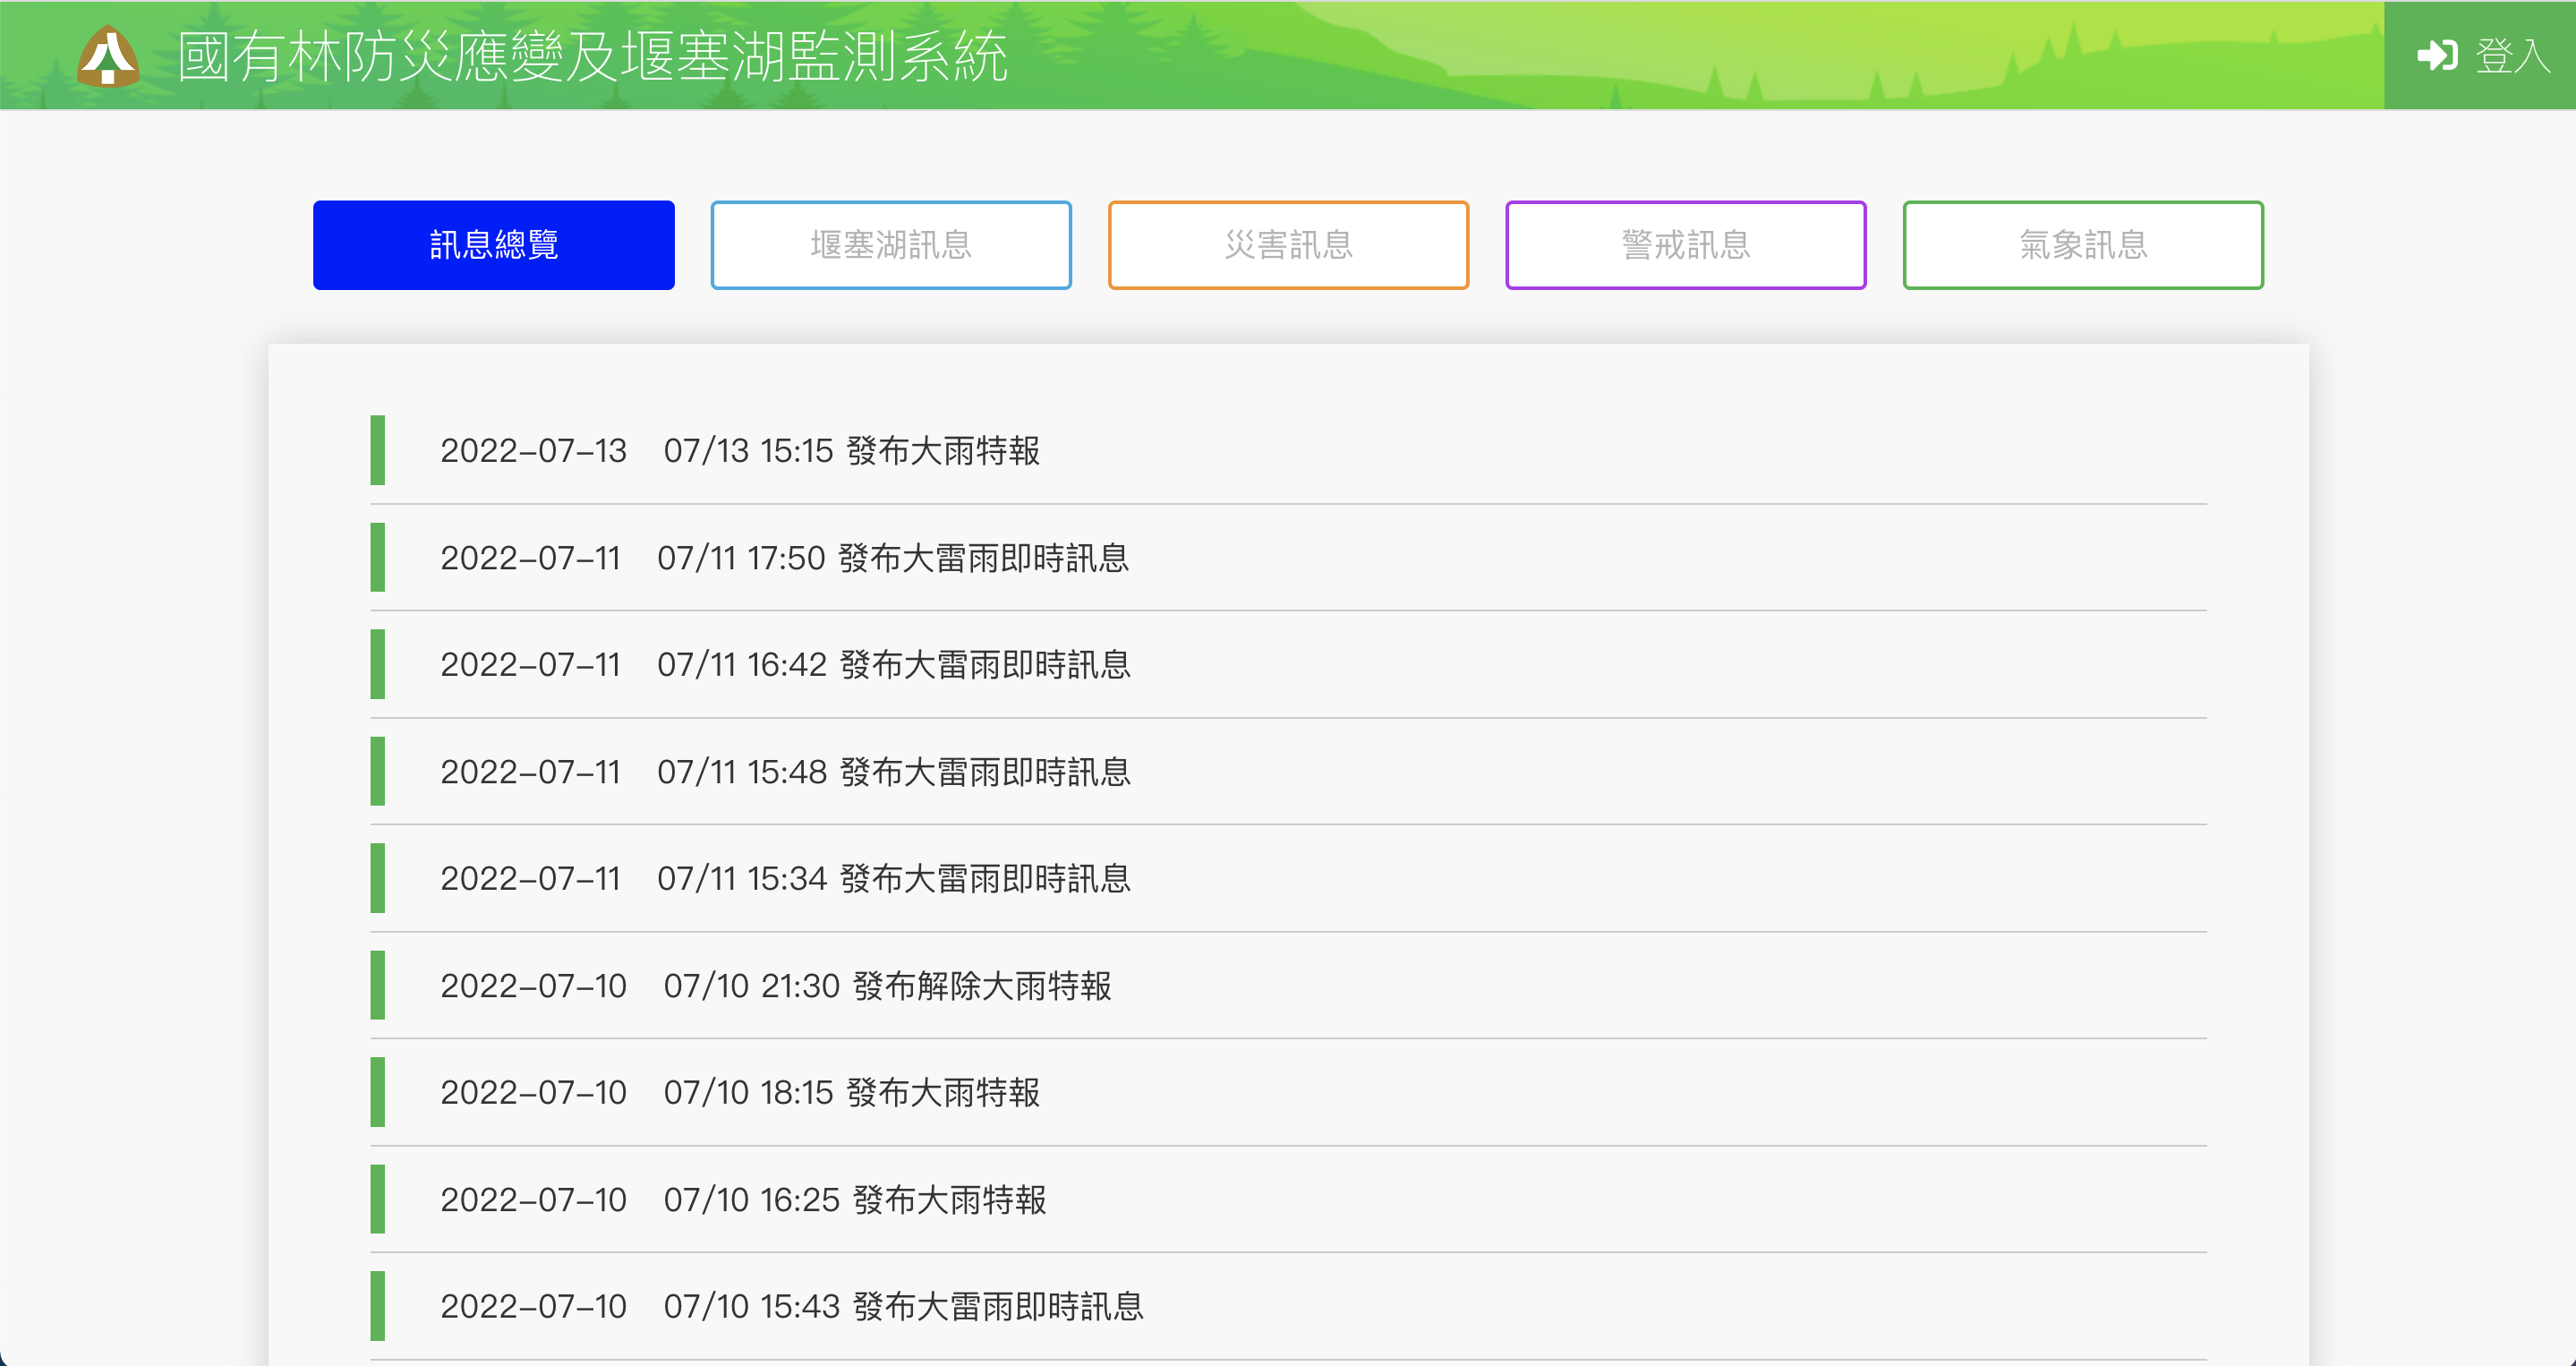 國有林防災應變及堰塞湖監測系統
登入
訊息總覽
堰塞湖訊息
災害訊息
警戒訊息
氣象訊息
2022-07-13 07/13 15:15 發布大雨特報
2022-07-11 07/11 17:50 發布大雷雨即時訊息
2022-07-11 07/11 16:42 發布大雷雨即時訊息
2022-07-11 07/11 15:48 發布大雷雨即時訊息
2022-07-11 07/11 15:34 發布大雷雨即時訊息
2022-07-10 07/10 21:30 發布解除大雨特報
2022-07-10 07/10 18:15 發布大雨特報
2022-07-10 07/10 16:25 發布大雨特報
2022-07-10 07/10 15:43 發布大雷雨即時訊息